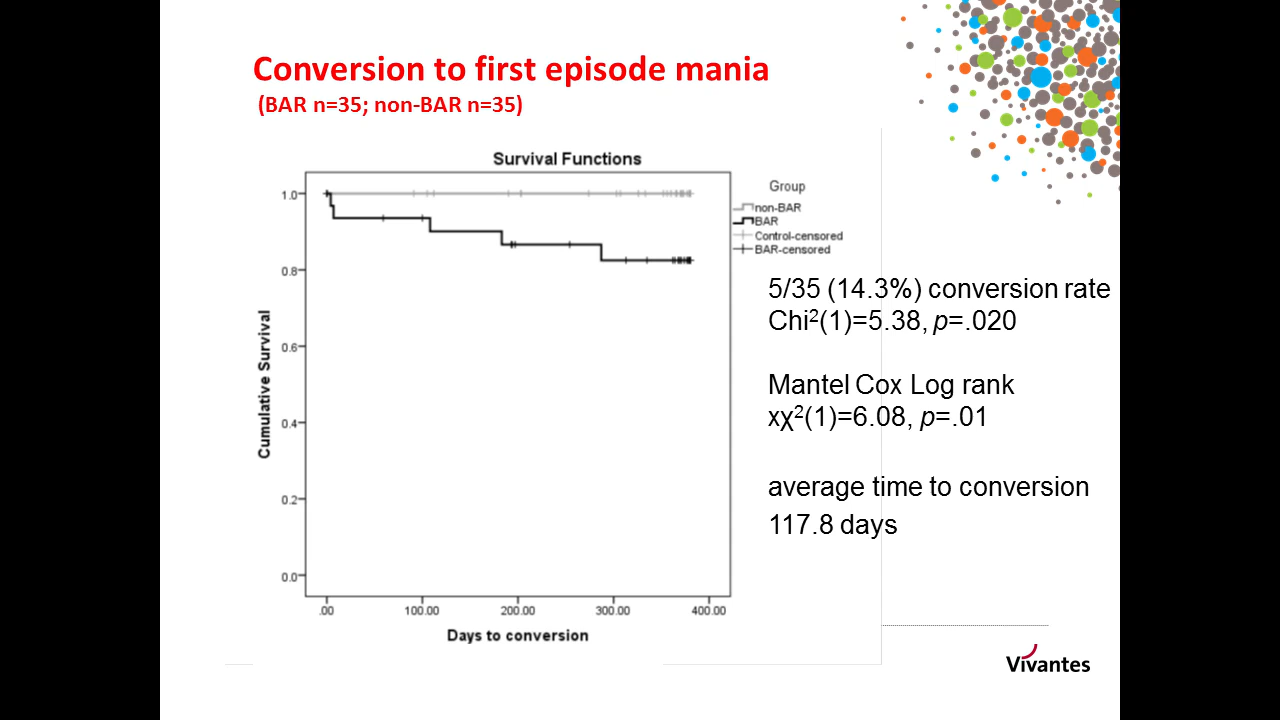 Conversion to first episode mania
(BAR n=35; non-BAR n=35)
Survival Functions
1.0
0.8
0.6
0.4
0.2
0.0
Cumulative Survival
.00 100.00 200.00 300.00 400.00
Days to conversion
Group
non-BAR
BAR
Control-censored
BAR-censored
5/35 (14.3%) conversion rate
Chi²(1)=5.38, p=.020
Mantel Cox Log rank
xχ²(1)=6.08, p=.01
average time to conversion
117.8 days
Vivantes